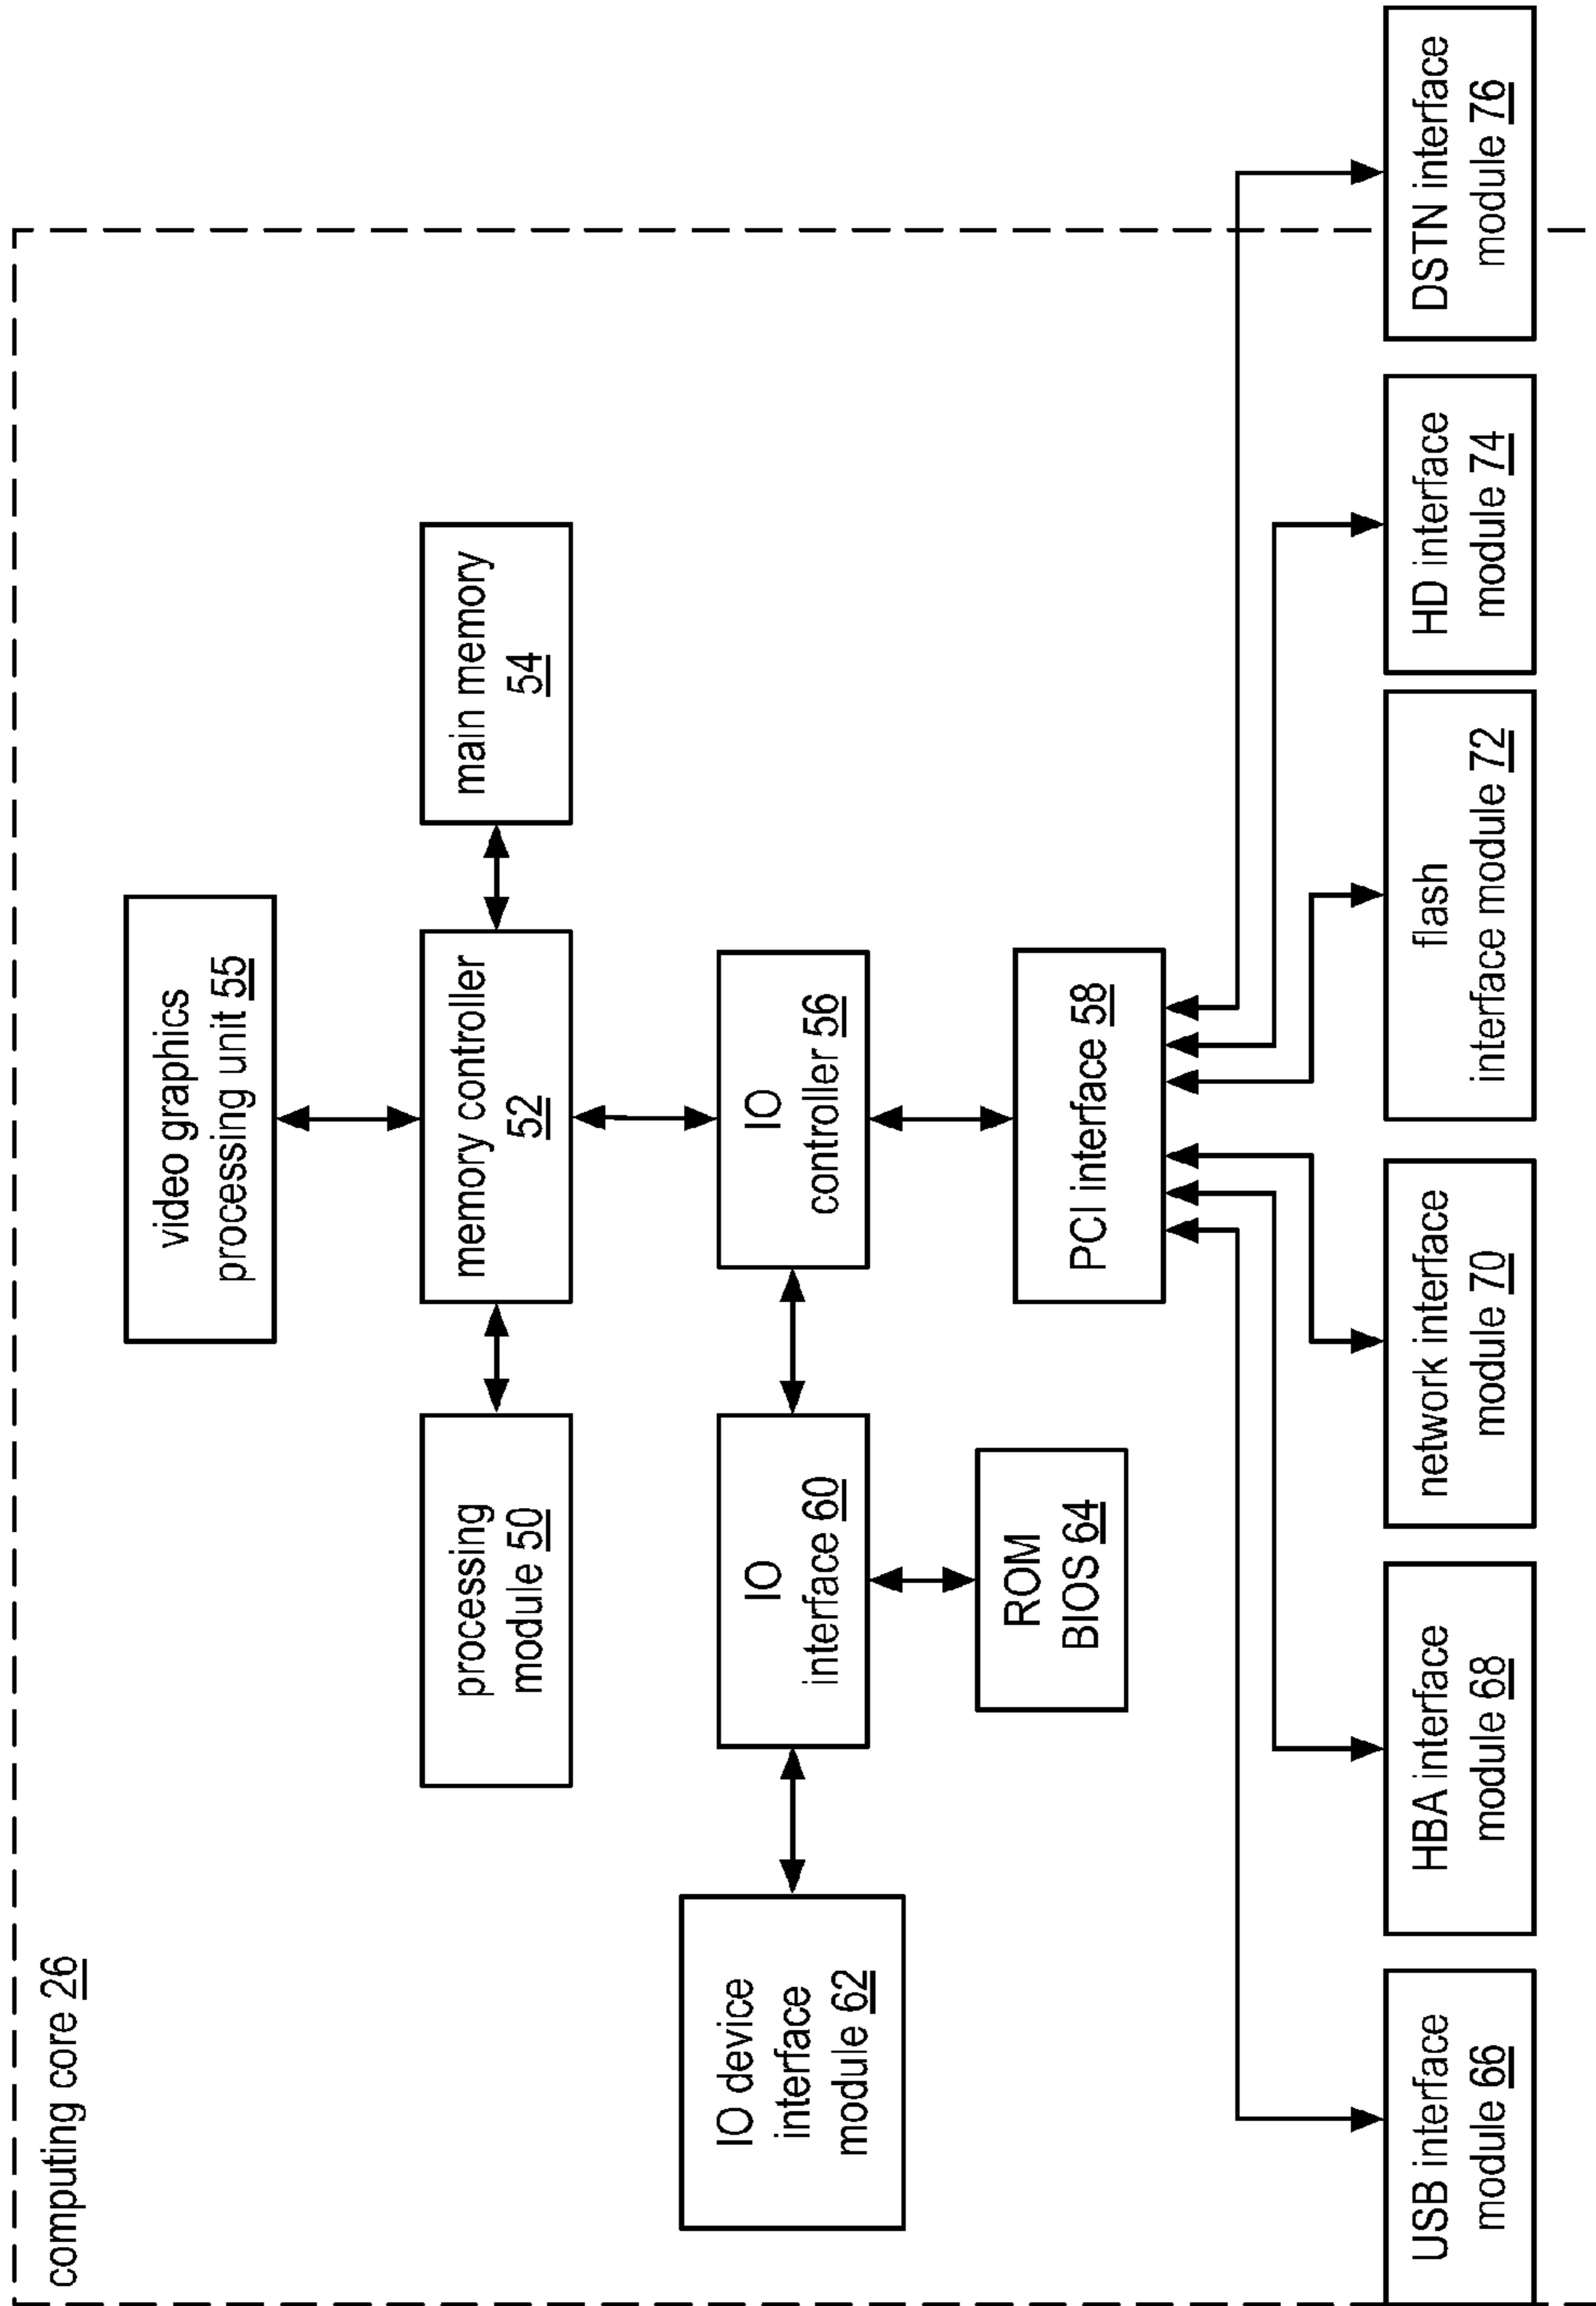 computing core 26
video graphics
processing unit 55
processing
module 50
memory controller
52
main memory
54
IO device
interface
module 62
IO
interface 60
IO
controller 56
ROM
BIOS 64
PCI interface 58
USB interface
module 66
HBA interface
module 68
network interface
module 70
flash
interface module 72
HD interface
module 74
DSTN interface
module 76